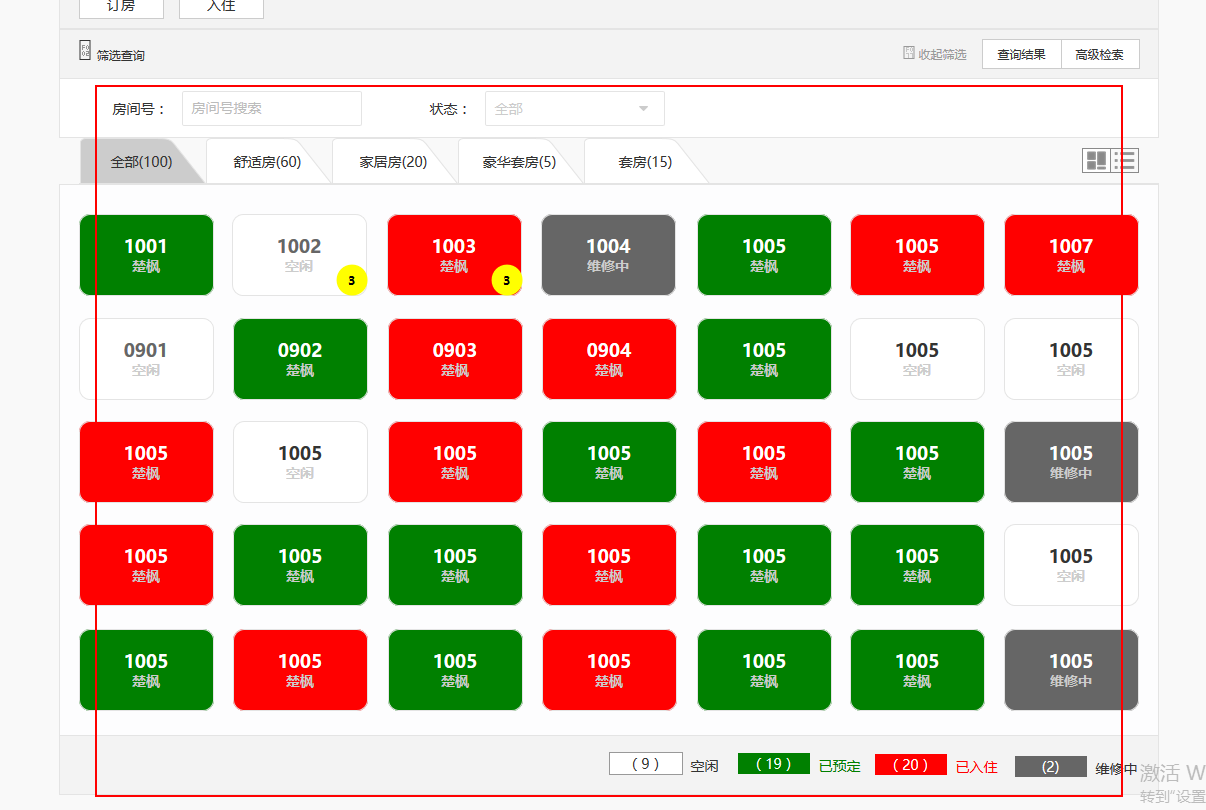 订房 入住
筛选查询 收起筛选 查询结果 高级检索
房间号： 房间号搜索 状态： 全部
全部(100) 舒适房(60) 家居房(20) 豪华套房(5) 套房(15)
1001 1002 1003 1004 1005 1005 1007
楚枫 空闲 楚枫 维修中 楚枫 楚枫 楚枫
3 3
0901 0902 0903 0904 1005 1005 1005
空闲 楚枫 楚枫 楚枫 楚枫 空闲 空闲
1005 1005 1005 1005 1005 1005 1005
楚枫 空闲 楚枫 楚枫 楚枫 楚枫 维修中
1005 1005 1005 1005 1005 1005 1005
楚枫 楚枫 楚枫 楚枫 楚枫 楚枫 空闲
1005 1005 1005 1005 1005 1005 1005
楚枫 楚枫 楚枫 楚枫 楚枫 楚枫 维修中
( 9 ) 空闲 ( 19 ) 已预定 ( 20 ) 已入住 (2) 维修中
激活 W
转到"设置